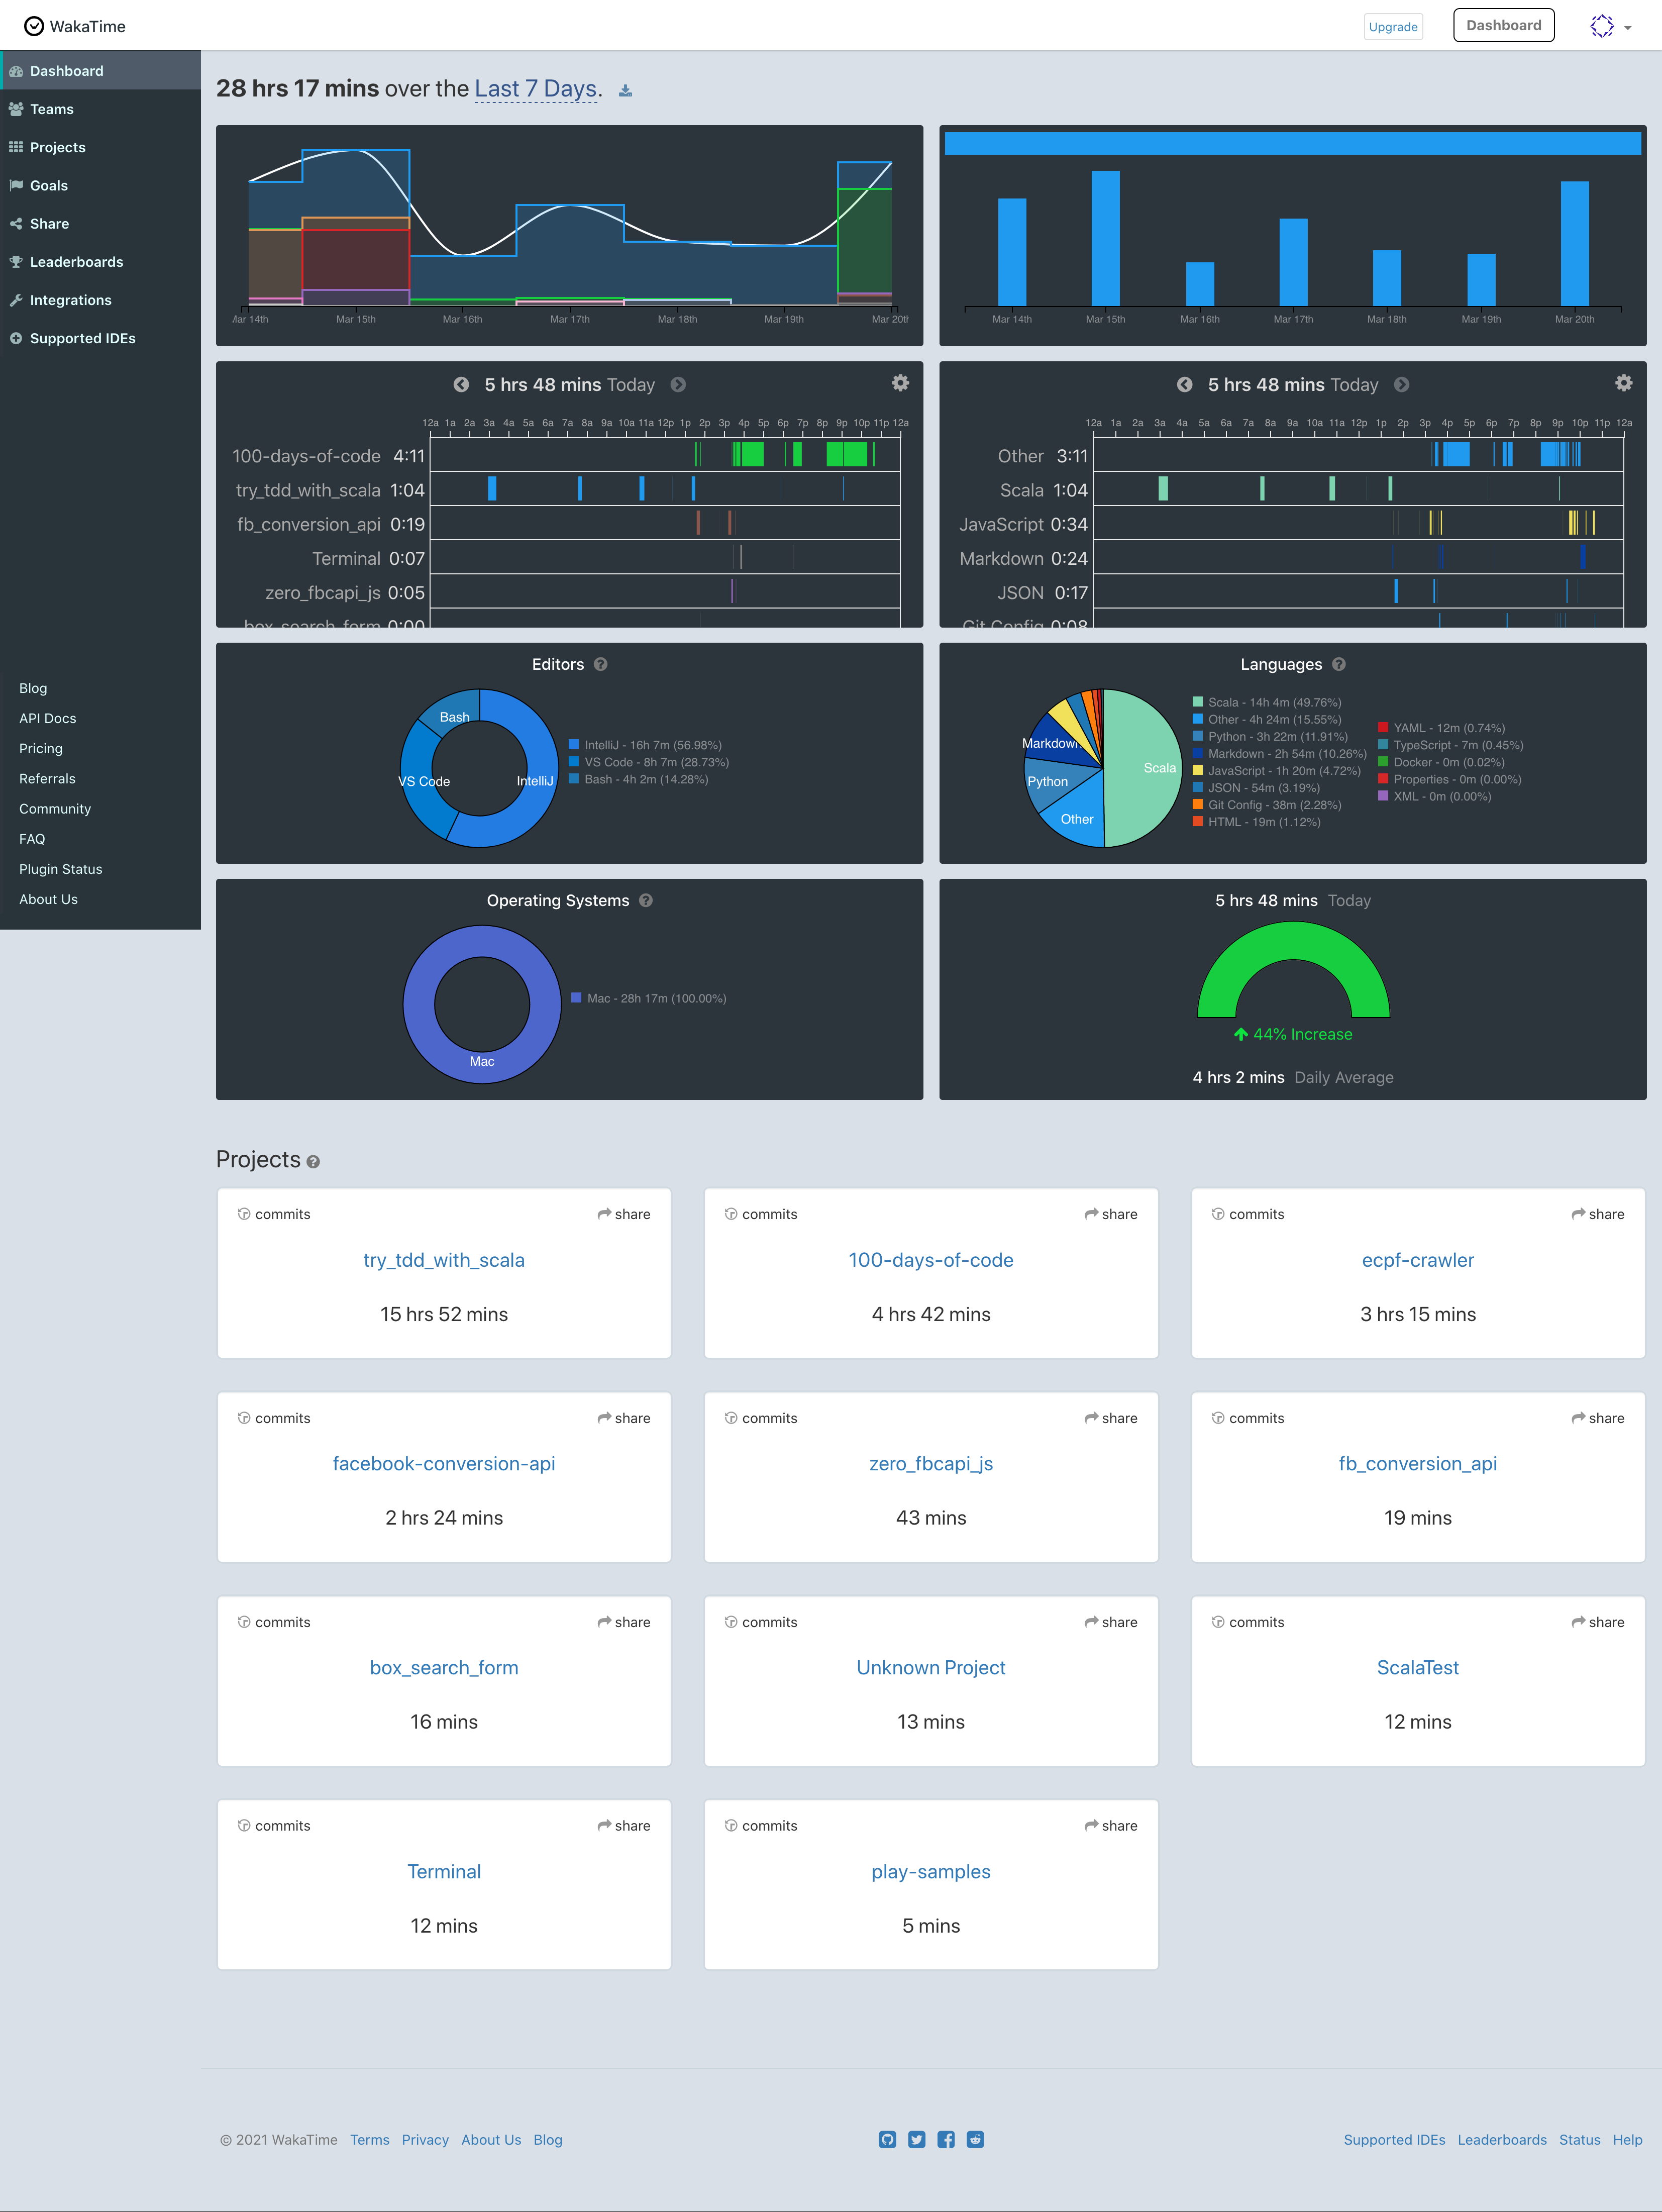 WakaTime
Upgrade
Dashboard
Dashboard
Teams
Projects
Goals
Share
Leaderboards
Integrations
Supported IDEs
Blog
API Docs
Pricing
Referrals
Community
FAQ
Plugin Status
About Us
28 hrs 17 mins over the Last 7 Days.
Mar 15th Mar 16th Mar 17th Mar 18th Mar 19th
Mar 14th Mar 15th Mar 16th Mar 17th Mar 18th Mar 19th Mar 20th
5 hrs 48 mins Today
12a 1a 2a 3a 4a 5a 6a 7a 8a 9a 10a 11a 12p 1p 2p 3p 4p 5p 6p 7p 8p 9p 10p 11p 12a
100-days-of-code 4:11
try_tdd_with_scala 1:04
fb_conversion_api 0:19
Terminal 0:07
zero_fbcapi_js 0:05
box_search_form 0:00
5 hrs 48 mins Today
12a 1a 2a 3a 4a 5a 6a 7a 8a 9a 10a 11a 12p 1p 2p 3p 4p 5p 6p 7p 8p 9p 10p 11p 12a
Other 3:11
Scala 1:04
JavaScript 0:34
Markdown 0:24
JSON 0:17
Git Config 0:08
Editors
Bash
VS Code
IntelliJ
IntelliJ - 16h 7m (56.98%)
VS Code - 8h 7m (28.73%)
Bash - 4h 2m (14.28%)
Languages
Markdown
Python
Other
Scala
Scala - 14h 4m (49.76%)
Other - 4h 24m (15.55%)
Python - 3h 22m (11.91%)
Markdown - 2h 54m (10.26%)
JavaScript - 1h 20m (4.72%)
JSON - 54m (3.19%)
Git Config - 38m (2.28%)
HTML - 19m (1.12%)
YAML - 12m (0.74%)
TypeScript - 7m (0.45%)
Docker - 0m (0.02%)
Properties - 0m (0.00%)
XML - 0m (0.00%)
Operating Systems
Mac
Mac - 28h 17m (100.00%)
5 hrs 48 mins Today
44% Increase
4 hrs 2 mins Daily Average
Projects
commits share
try_tdd_with_scala
15 hrs 52 mins
commits share
100-days-of-code
4 hrs 42 mins
commits share
ecpf-crawler
3 hrs 15 mins
commits share
facebook-conversion-api
2 hrs 24 mins
commits share
zero_fbcapi_js
43 mins
commits share
fb_conversion_api
19 mins
commits share
box_search_form
16 mins
commits share
Unknown Project
13 mins
commits share
ScalaTest
12 mins
commits share
Terminal
12 mins
commits share
play-samples
5 mins
© 2021 WakaTime Terms Privacy About Us Blog
Supported IDEs Leaderboards Status Help